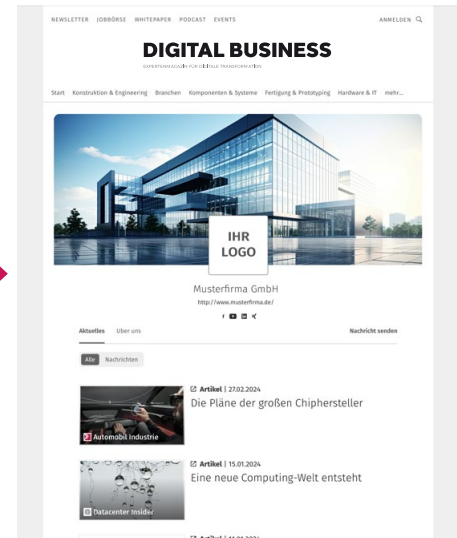 NEWSLETTER JOBBÖRSE WHITEPAPER PODCAST EVENTS ANMELDEN
DIGITAL BUSINESS
EXPERTENMAGAZIN FÜR DIGITALE TRANSFORMATION
Start Konstruktion & Engineering Branchen Komponenten & Systeme Fertigung & Prototyping Hardware & IT mehr...
IHR
LOGO
Musterfirma GmbH
http://www.musterfirma.de/
Aktuelles Über uns Nachricht senden
Alle Nachrichten
Artikel | 27.02.2024
Die Pläne der großen Chiphersteller
Automobil Industrie
Artikel | 15.01.2024
Eine neue Computing-Welt entsteht
Datacenter Insider